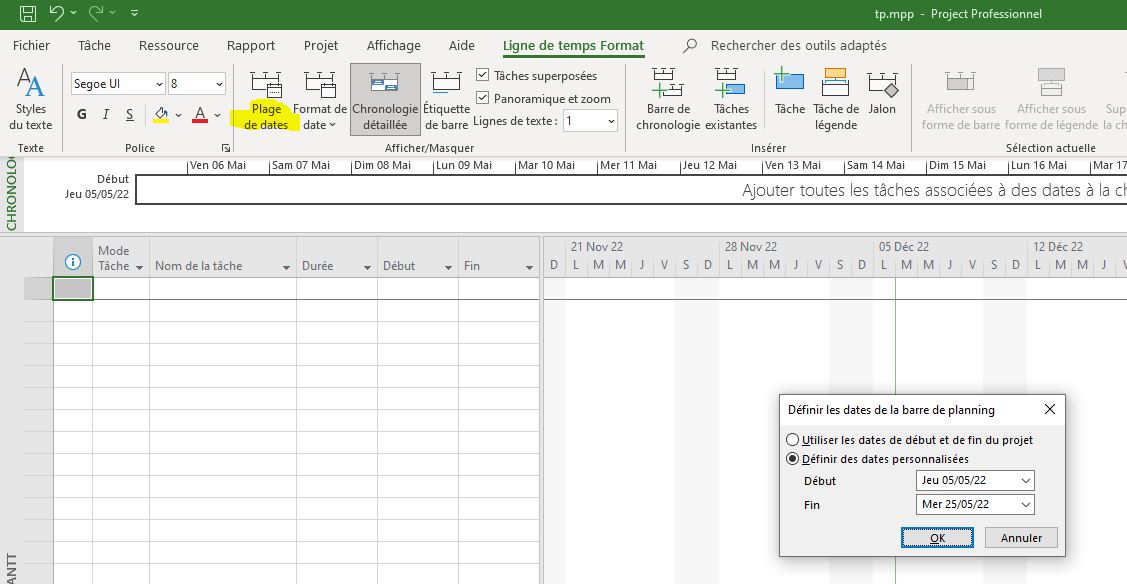 tp.mpp - Project Professionnel
Fichier Tâche Ressource Rapport Projet Affichage Aide Ligne de temps Format Rechercher des outils adaptés
Styles du texte
Texte
Segoe UI 8
G I S A
Police
Plage de dates
Format de date
Chronologie détaillée
Étiquette de barre
Tâches superposées
Panoramique et zoom
Lignes de texte : 1
Afficher/Masquer
Barre de chronologie
Tâches existantes
Tâche
Tâche de légende
Jalon
Insérer
Afficher sous forme de barre
Afficher sous forme de légende
Sup
la ch
Sélection actuelle
CHRONOLO
Ven 06 Mai Sam 07 Mai Dim 08 Mai Lun 09 Mai Mar 10 Mai Mer 11 Mai Jeu 12 Mai Ven 13 Mai Sam 14 Mai Dim 15 Mai Lun 16 Mai Mar 17
Début
Jeu 05/05/22
Ajouter toutes les tâches associées à des dates à la ch
Mode Tâche
Nom de la tâche
Durée
Début
Fin
21 Nov 22 28 Nov 22 05 Déc 22 12 Déc 22
D L M M J V S D L M M J V S D L M M J V S D L M M J V
Définir les dates de la barre de planning
Utiliser les dates de début et de fin du projet
Définir des dates personnalisées
Début Jeu 05/05/22
Fin Mer 25/05/22
OK Annuler
ANTT